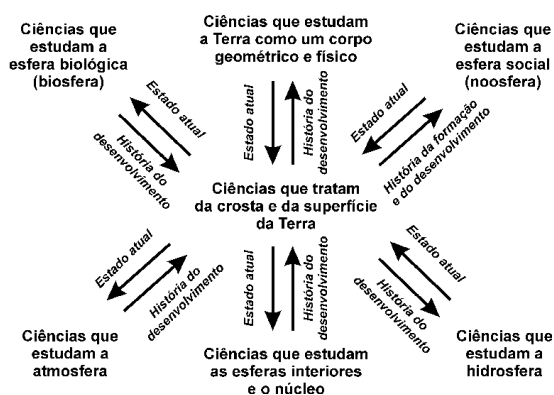 Ciências que
estudam a
esfera biológica
(biosfera)
Ciências que estudam
a Terra como um corpo
geométrico e físico
Ciências que
estudam a
esfera social
(noosfera)
Estado atual
História do
desenvolvimento
Estado atual
História do
desenvolvimento
Estado atual
História da formação
e do desenvolvimento
Ciências que tratam
da crosta e da superfície
da Terra
Estado atual
História do
desenvolvimento
Estado atual
História do
desenvolvimento
Estado atual
História do
desenvolvimento
Ciências que
estudam a
atmosfera
Ciências que estudam
as esferas interiores
e o núcleo
Ciências que
estudam a
hidrosfera